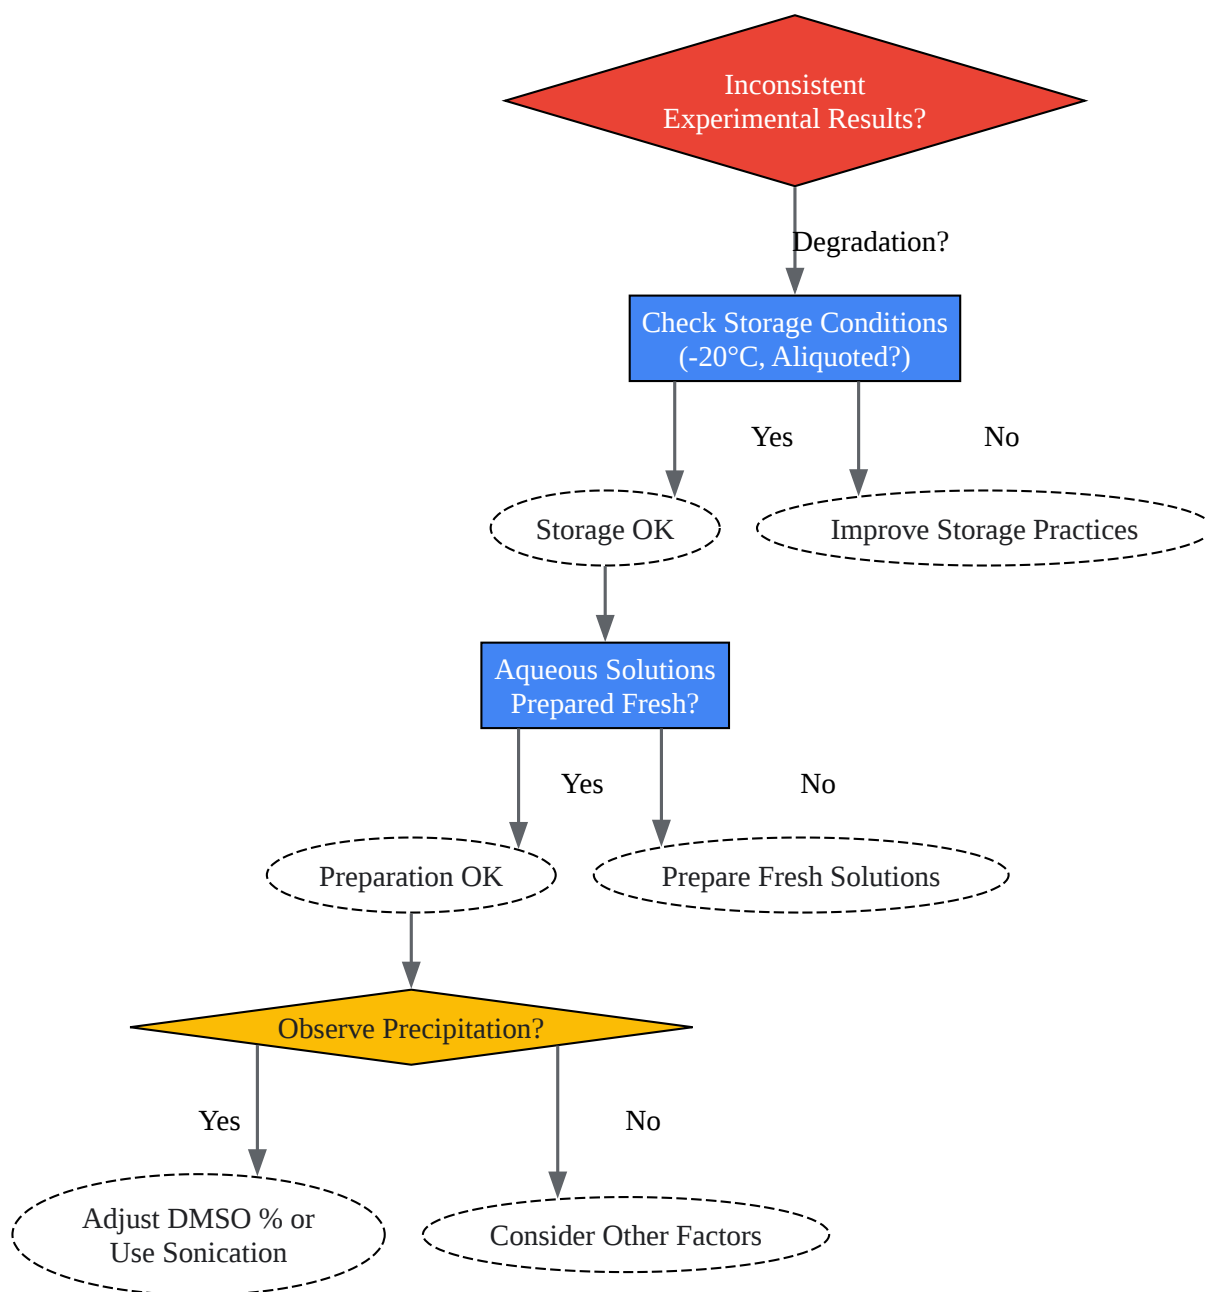 Inconsistent
Experimental Results?
Degradation?
Check Storage Conditions
(-20°C, Aliquoted?)
Yes
No
Storage OK
Improve Storage Practices
Aqueous Solutions
Prepared Fresh?
Yes
No
Preparation OK
Prepare Fresh Solutions
Observe Precipitation?
Yes
No
Adjust DMSO % or
Use Sonication
Consider Other Factors